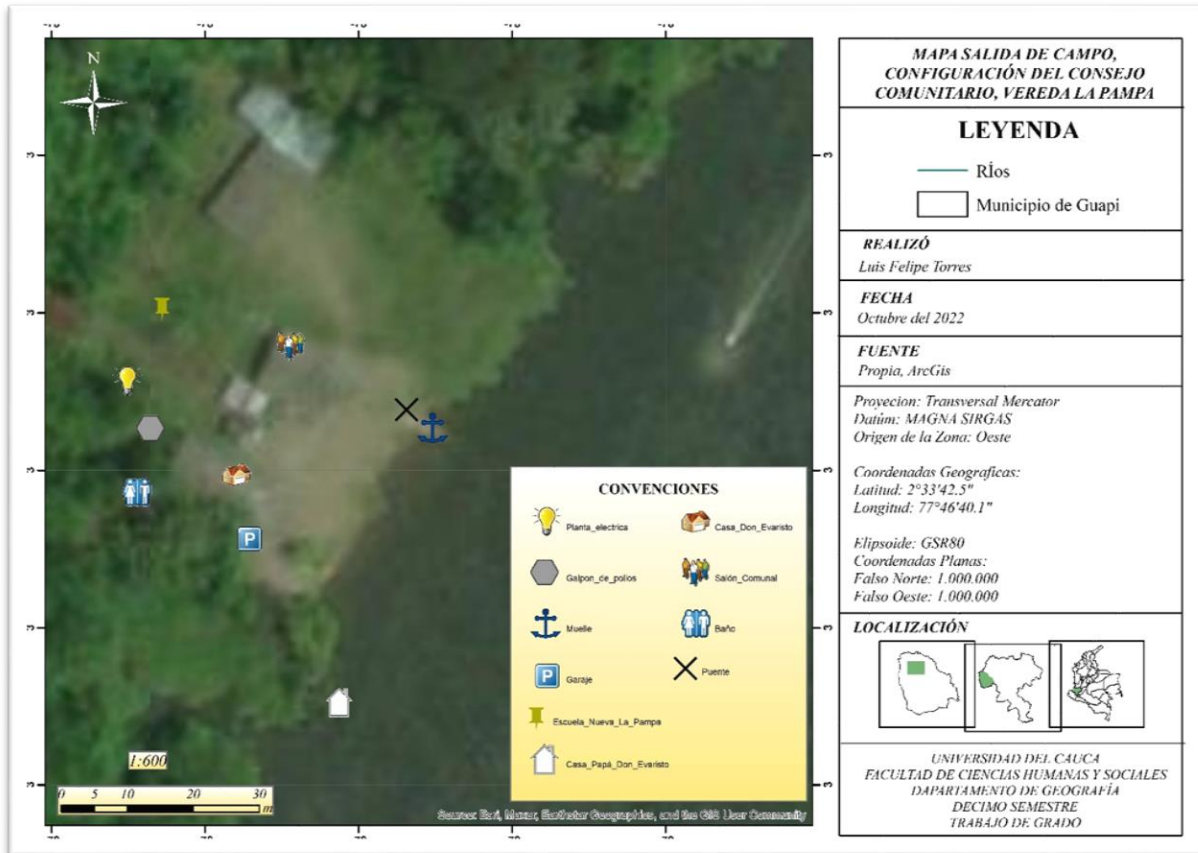 N
MAPA SALIDA DE CAMPO,
CONFIGURACIÓN DEL CONSEJO
COMUNITARIO, VEREDA LA PAMPA
LEYENDA
RÍos
Municipio de Guapi
REALIZÓ
Luis Felipe Torres
FECHA
Octubre del 2022
FUENTE
Propia, ArcGis
Proyecion: Transversal Mercator
Datúm: MAGNA SIRGAS
Origen de la Zona: Oeste
Coordenadas Geograficas:
Latitud: 2°33'42.5"
Longitud: 77°46'40.1"
Elipsoide: GSR80
Coordenadas Planas:
Falso Norte: 1.000.000
Falso Oeste: 1.000.000
LOCALIZACIÓN
UNIVERSIDAD DEL CAUCA
FACULTAD DE CIENCIAS HUMANAS Y SOCIALES
DAPARTAMENTO DE GEOGRAFÍA
DECIMO SEMESTRE
TRABAJO DE GRADO
P
CONVENCIONES
Planta_electrica
Casa_Don_Evaristo
Galpon_de_pollos
Salón_Comunal
Muelle
Baño
P
Garaje
Puente
Escuela_Nueva_La_Pampa
Casa_Papá_Don_Evaristo
1:600
0 5 10 20 30
m
Sources: Esri, Maxar, Earthstar Geographics, and the GIS User Community